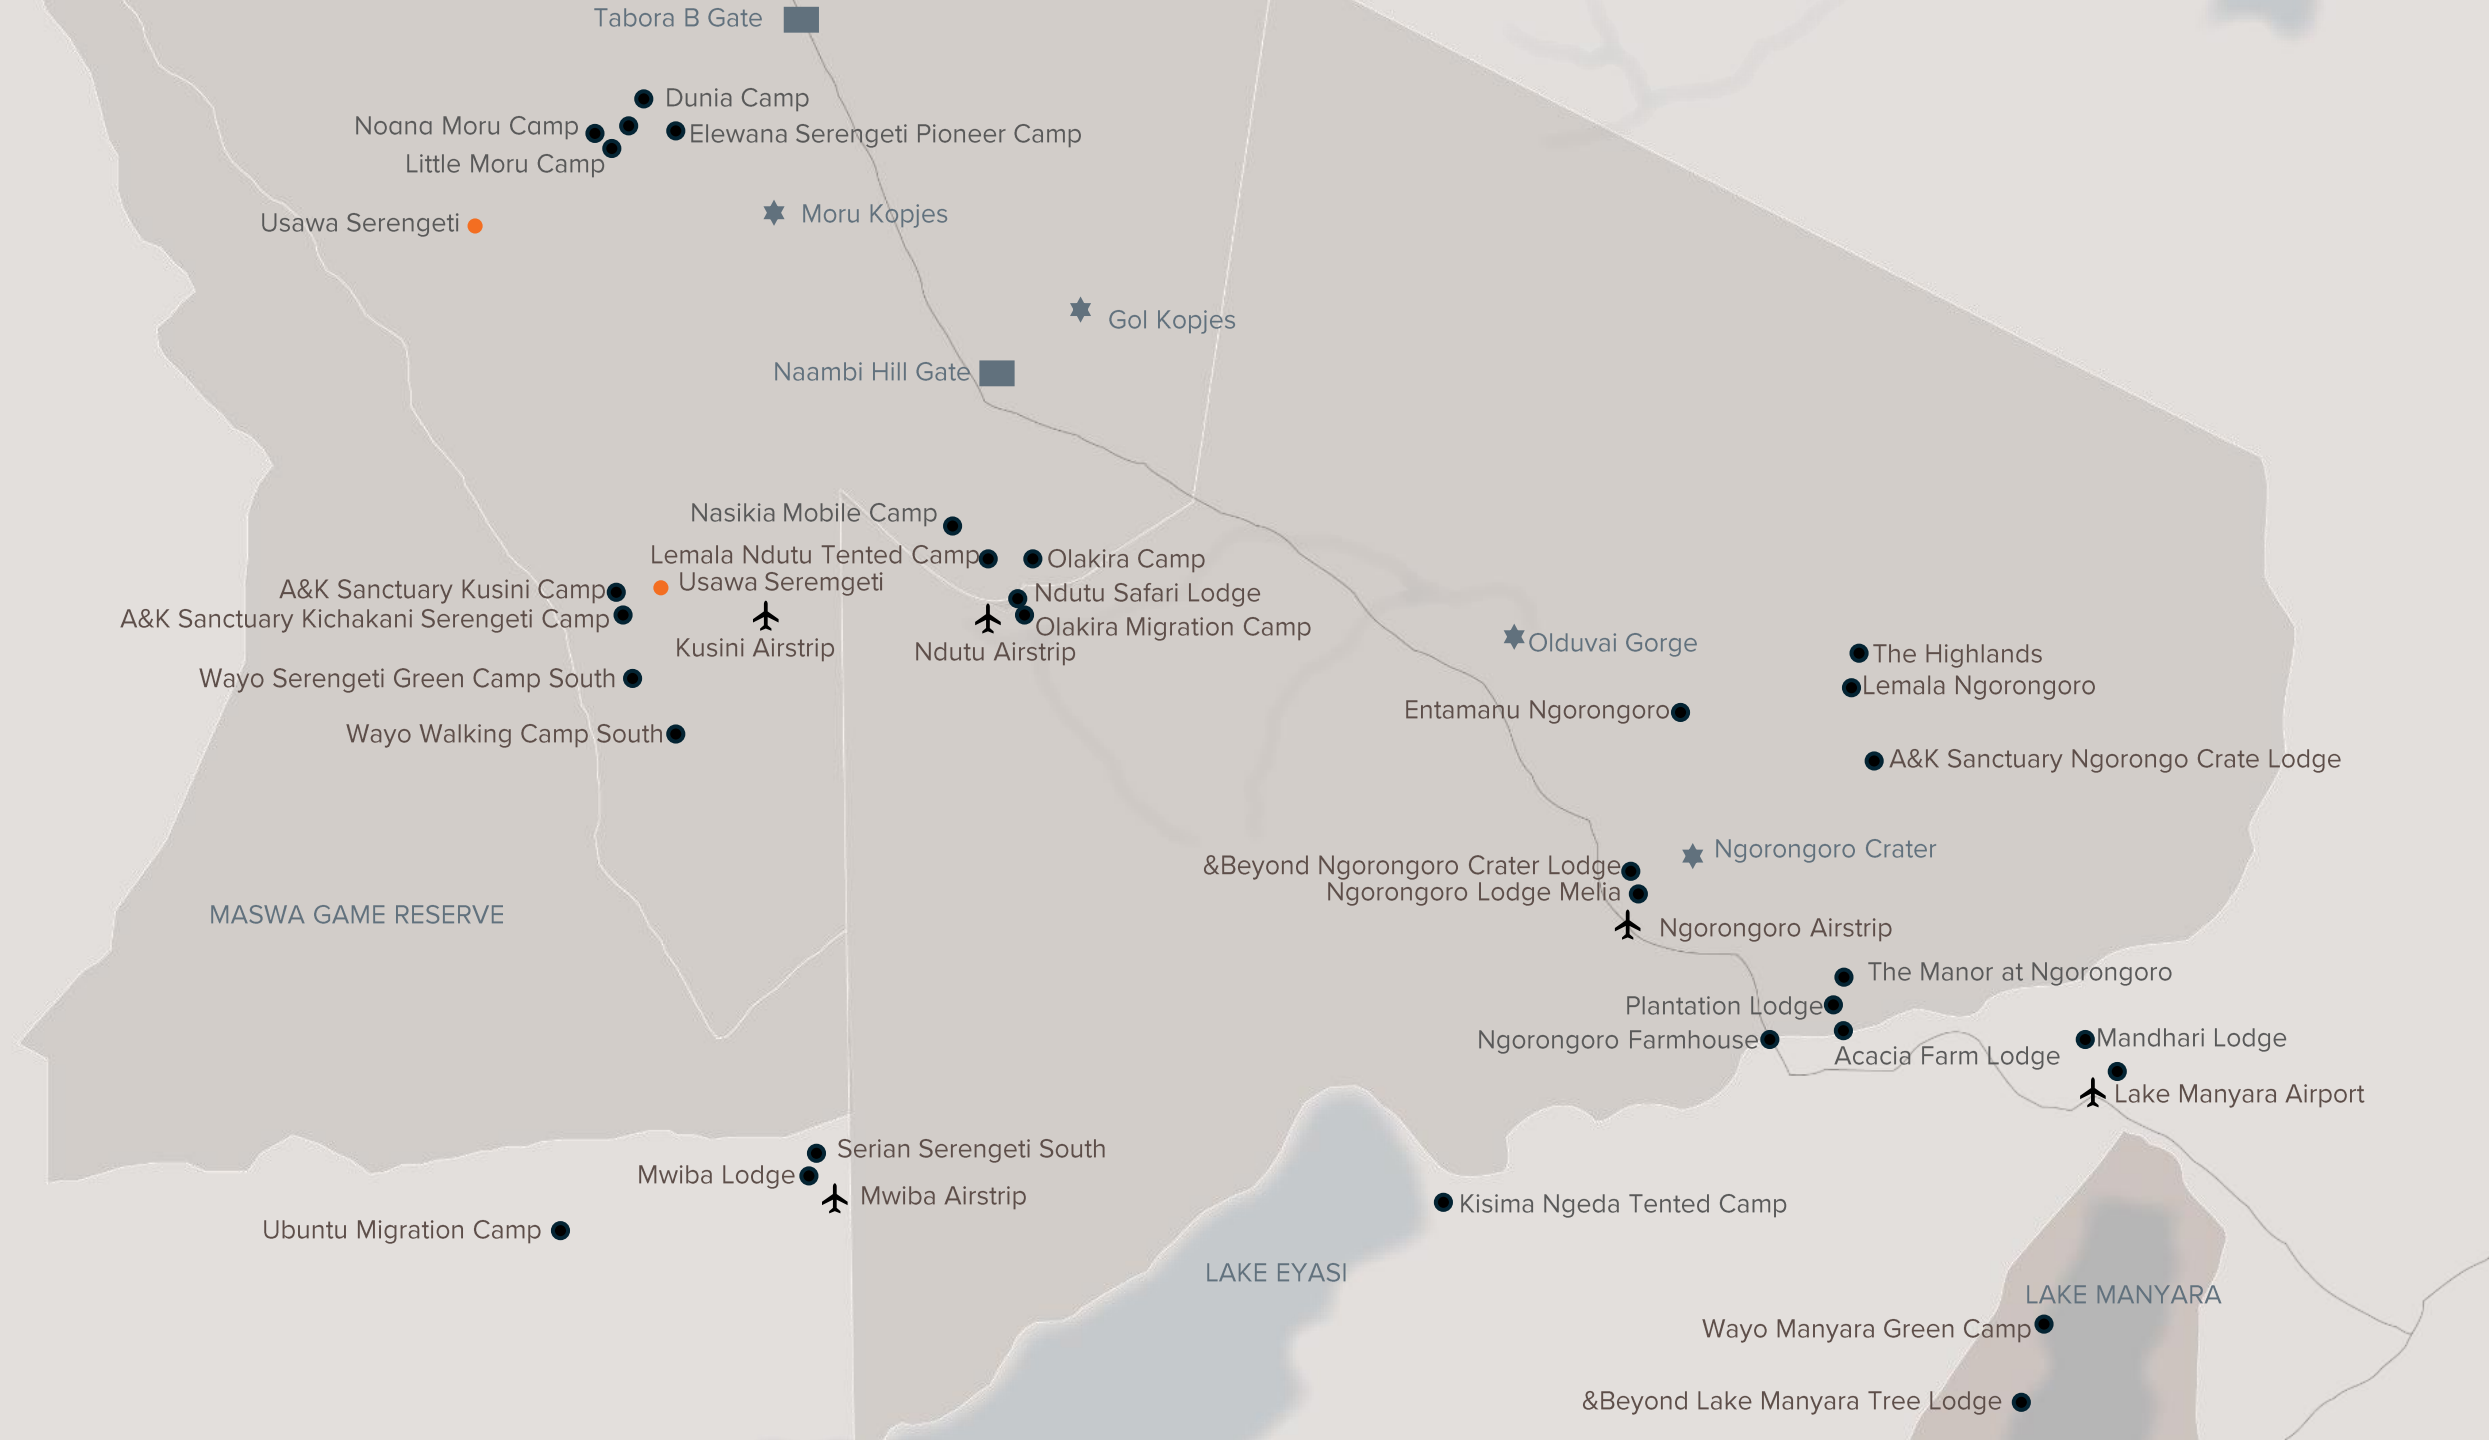 Tabora B Gate
Dunia Camp
Noana Moru Camp
Elewana Serengeti Pioneer Camp
Little Moru Camp
Usawa Serengeti
Moru Kopjes
Gol Kopjes
Naambi Hill Gate
Nasikia Mobile Camp
Lemala Ndutu Tented Camp
Olakira Camp
Usawa Seremgeti
A&K Sanctuary Kusini Camp
Ndutu Safari Lodge
A&K Sanctuary Kichakani Serengeti Camp
Olakira Migration Camp
Kusini Airstrip
Ndutu Airstrip
Olduvai Gorge
The Highlands
Wayo Serengeti Green Camp South
Lemala Ngorongoro
Entamanu Ngorongoro
Wayo Walking Camp South
A&K Sanctuary Ngorongo Crate Lodge
Ngorongoro Crater
&Beyond Ngorongoro Crater Lodge
Ngorongoro Lodge Melia
MASWA GAME RESERVE
Ngorongoro Airstrip
The Manor at Ngorongoro
Plantation Lodge
Ngorongoro Farmhouse
Mandhari Lodge
Acacia Farm Lodge
Lake Manyara Airport
Serian Serengeti South
Mwiba Lodge
Mwiba Airstrip
Kisima Ngeda Tented Camp
Ubuntu Migration Camp
LAKE EYASI
LAKE MANYARA
Wayo Manyara Green Camp
&Beyond Lake Manyara Tree Lodge